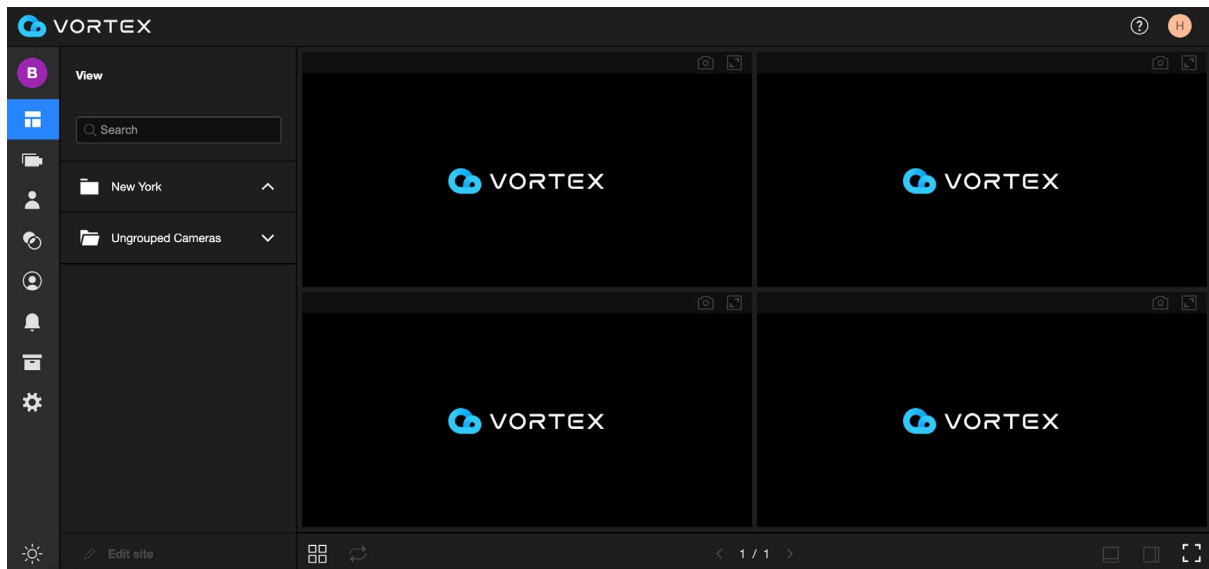 VORTEX
H
B
View
Search
New York
Ungrouped Cameras
VORTEX
VORTEX
VORTEX
VORTEX
Edit site
1 / 1